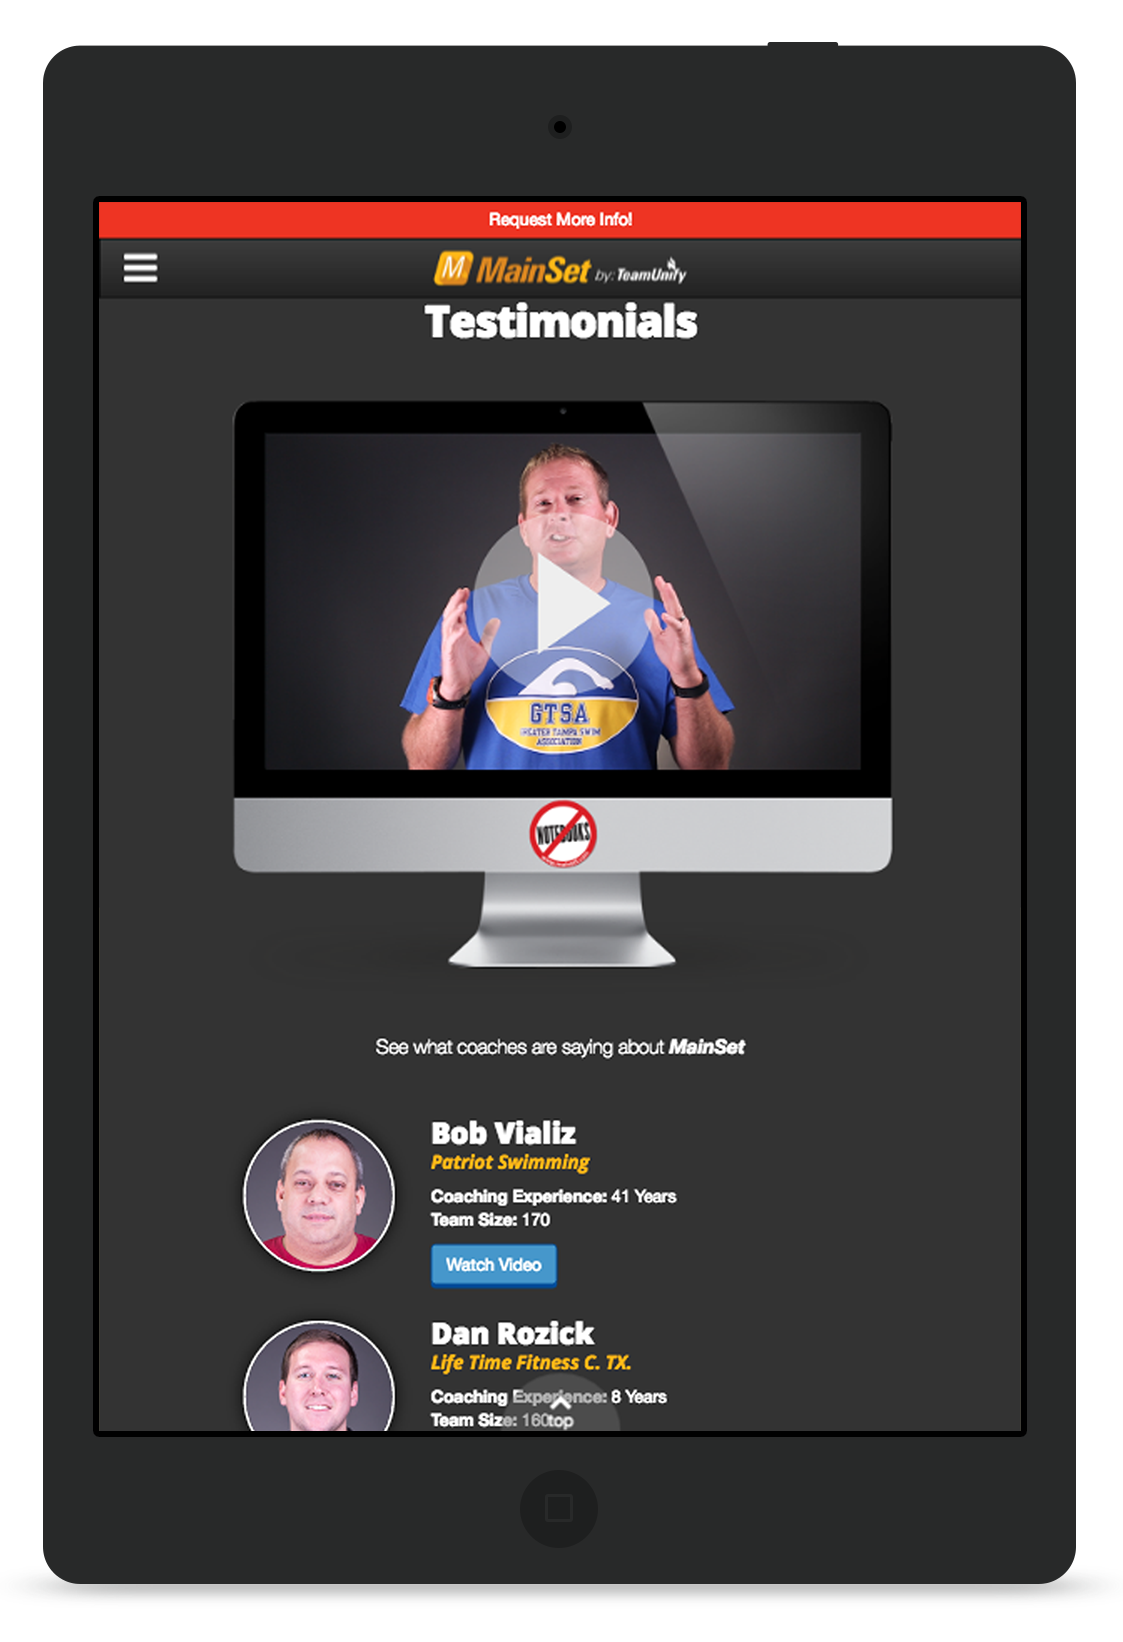 Request More Info!
M MainSet by: TeamUnify
Testimonials
GTSA
GREATER TAMPA SWIM
ASSOCIATION
NOTEBOOKS
See what coaches are saying about MainSet
Bob Vializ
Patriot Swimming
Coaching Experience: 41 Years
Team Size: 170
Watch Video
Dan Rozick
Life Time Fitness C. TX.
Coaching Experience: 8 Years
Team Size: 160
top